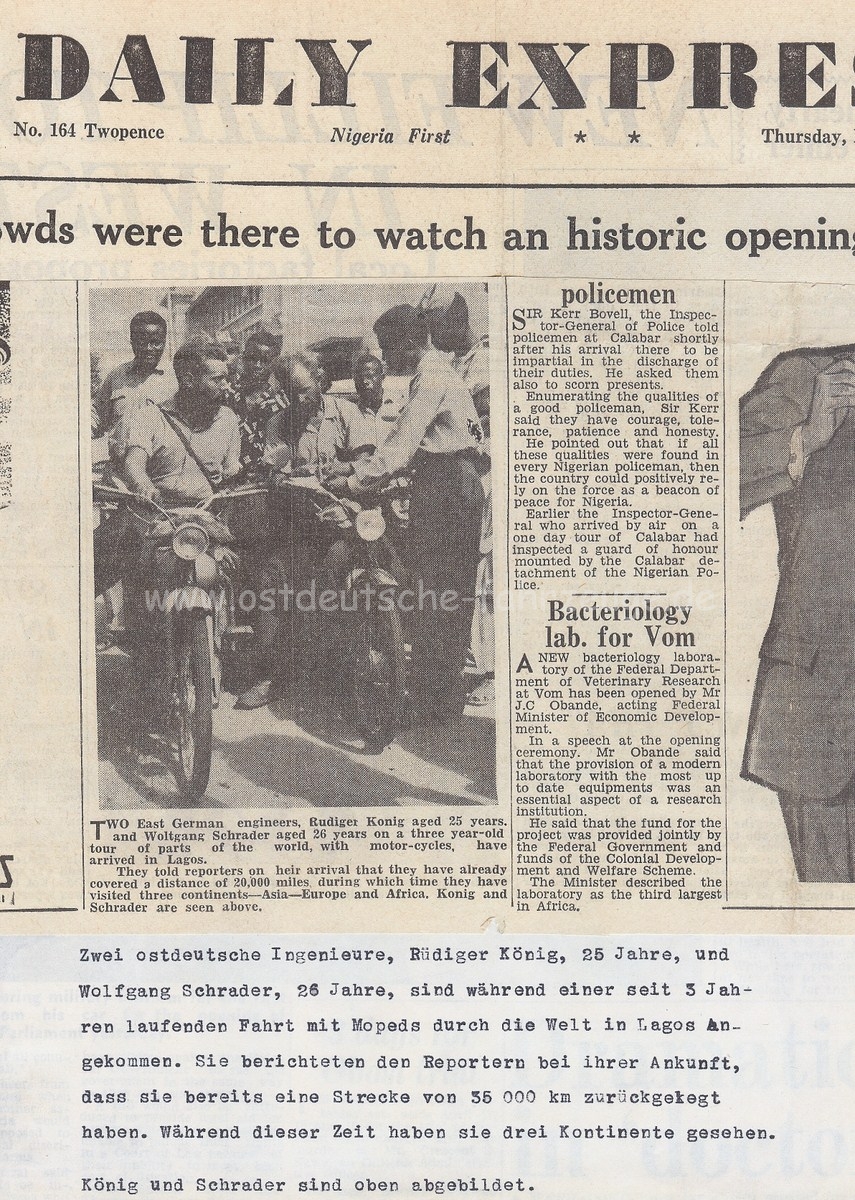 DAILY EXPRES
No. 164 Twopence
Nigeria First
* *
Thursday,
owds were there to watch an historic opening
policemen
SIR Kerr Bovell, the Inspec-
tor-General of Police told
policemen at Calabar shortly
after his arrival there to be
impartial in the discharge of
their duties. He asked them
also to scorn presents.
Enumerating the qualities of
a good policeman, Sir Kerr
said they have courage, tole-
rance, patience and honesty.
He pointed out that if all
these qualities were found in
every Nigerian policeman, then
the country could positively re-
ly on the force as a beacon of
peace for Nigeria.
Earlier the Inspector-Gene-
ral who arrived by air on a
one day tour of Calabar had
inspected a guard of honour
mounted by the Calabar de-
tachment of the Nigerian Po-
lice.
Bacteriology
lab. for Vom
A NEW bacteriology labora-
tory of the Federal Depart-
ment of Veterinary Research
at Vom has been opened by Mr
J.C Obande, acting Federal
Minister of Economic Develop-
ment.
In a speech at the opening
ceremony. Mr Obande said
that the provision of a modern
laboratory with the most up
to date equipments was an
essential aspect of a research
institution.
He said that the fund for the
project was provided jointly by
the Federal Government and
funds of the Colonial Develop-
ment and Welfare Scheme.
The Minister described the
laboratory as the third largest
in Africa.
www.ostdeutsche-
TWO East German engineers, Rudiger Konig aged 25 years.
and Woltgang Schrader aged 26 years on a three year-old
tour of parts of the world, with motor-cycles, have
arrived in Lagos.
They told reporters on heir arrival that they have already
covered a distance of 20,000 miles, during which time they have
visited three continents—Asia—Europe and Africa. Konig and
Schrader are seen above.
Zwei ostdeutsche Ingenieure, Rüdiger König, 25 Jahre, und
Wolfgang Schrader, 26 Jahre, sind während einer seit 3 Jah-
ren laufenden Fahrt mit Mopeds durch die Welt in Lagos An-
gekommen. Sie berichteten den Reportern bei ihrer Ankunft,
dass sie bereits eine Strecke von 35 000 km zurückgelegt
haben. Während dieser Zeit haben sie drei Kontinente gesehen.
König und Schrader sind oben abgebildet.